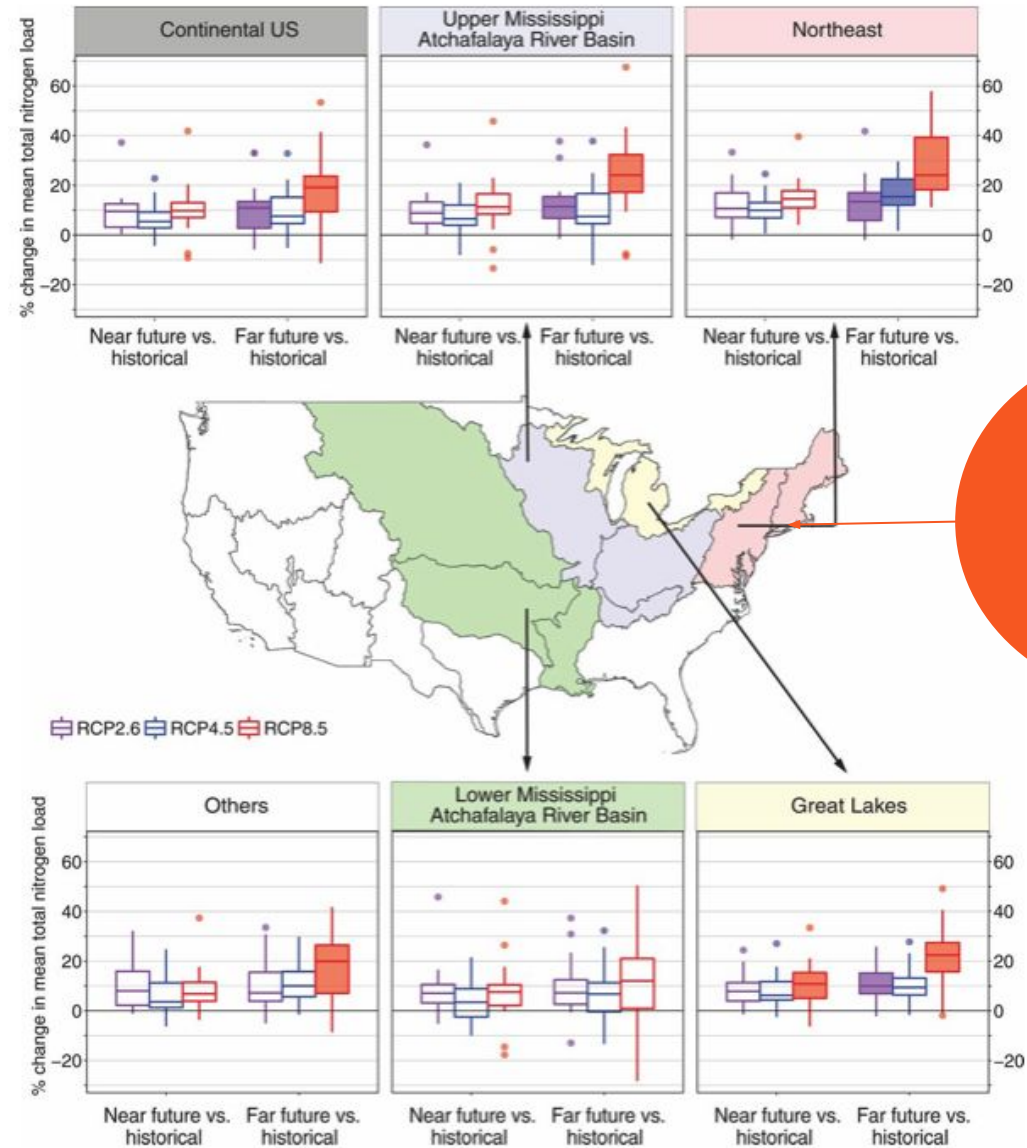 Continental US
Upper Mississippi
Atchafalaya River Basin
Northeast
% change in mean total nitrogen load
60
40
20
0
−20
60
40
20
0
−20
Near future vs.
historical
Far future vs.
historical
Near future vs.
historical
Far future vs.
historical
Near future vs.
historical
Far future vs.
historical
RCP2.6
RCP4.5
RCP8.5
Others
Lower Mississippi
Atchafalaya River Basin
Great Lakes
% change in mean total nitrogen load
60
40
20
0
−20
60
40
20
0
−20
Near future vs.
historical
Far future vs.
historical
Near future vs.
historical
Far future vs.
historical
Near future vs.
historical
Far future vs.
historical